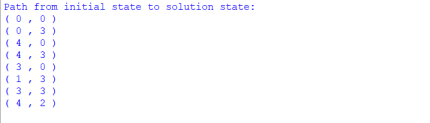 Path from initial state to solution state:
( 0 , 0 )
( 0 , 3 )
( 4 , 0 )
( 4 , 3 )
( 3 , 0 )
( 1 , 3 )
( 3 , 3 )
( 4 , 2 )